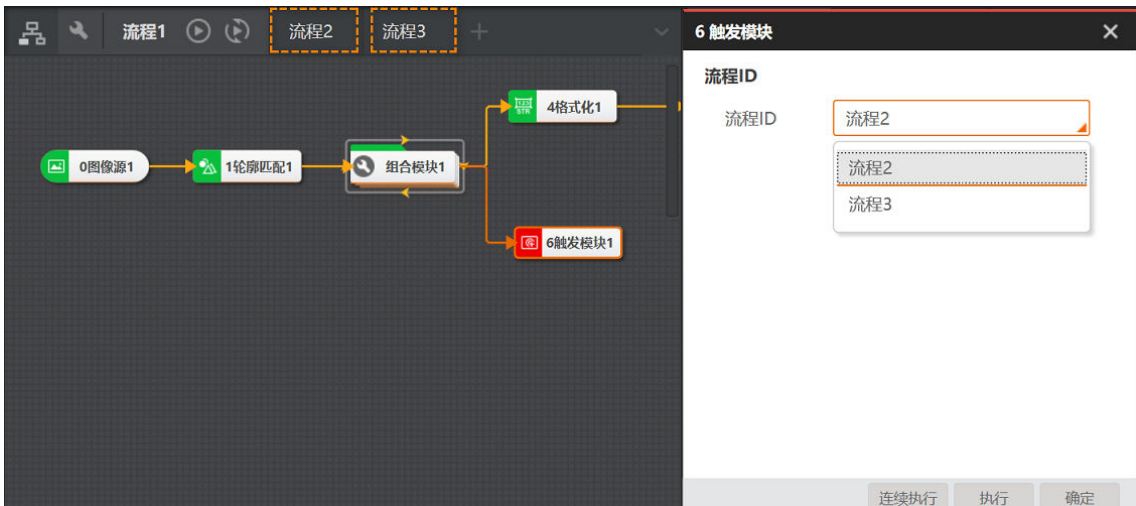 流程1
流程2
流程3
6 触发模块
流程ID
流程ID
流程2
流程2
流程3
123
STR
4格式化1
0图像源1
1轮廓匹配1
组合模块1
6触发模块1
连续执行
执行
确定